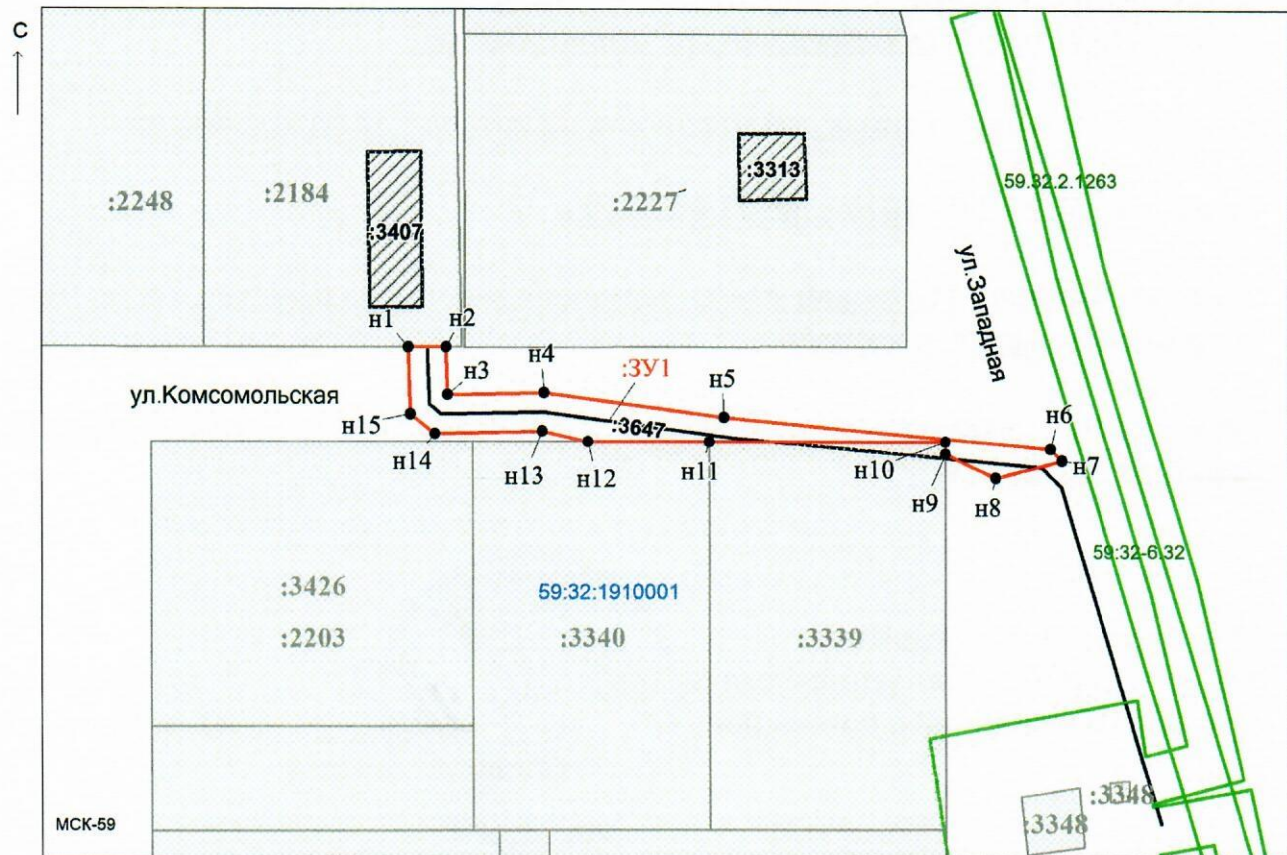 С
:2248
:2184
:3407
:2227
:3313
59.32.2.1263
ул.Западная
н1
н2
н3
н4
:ЗУ1
н5
ул.Комсомольская
:3647
н6
н15
н14
н13
н12
н11
н10
н9
н7
н8
59:32-6.32
:3426
59:32:1910001
:2203
:3340
:3339
:3348
:3348
МСК-59